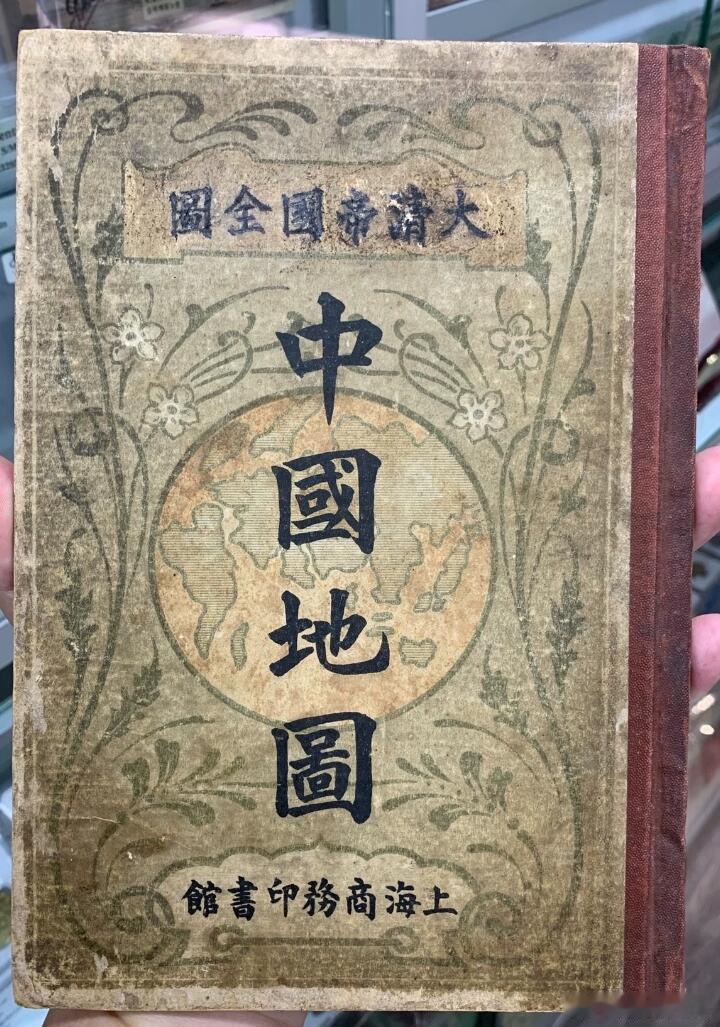 大清帝國全圖
中國地圖
上海商務印書館